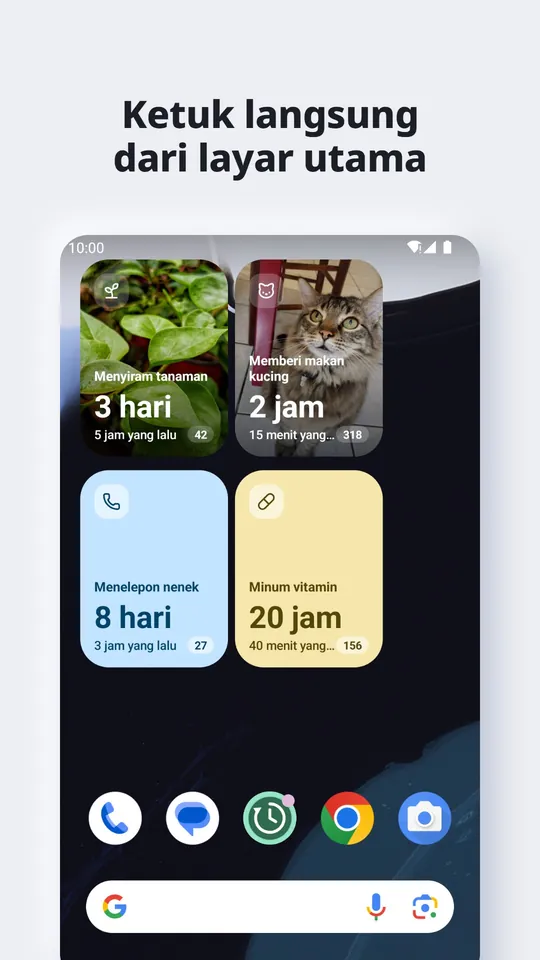 Ketuk langsung
dari layar utama
10:00
Menyiram tanaman
3 hari
5 jam yang lalu 42
Memberi makan
kucing
2 jam
15 menit yang... 318
Menelepon nenek
8 hari
3 jam yang lalu 27
Minum vitamin
20 jam
40 menit yang... 156